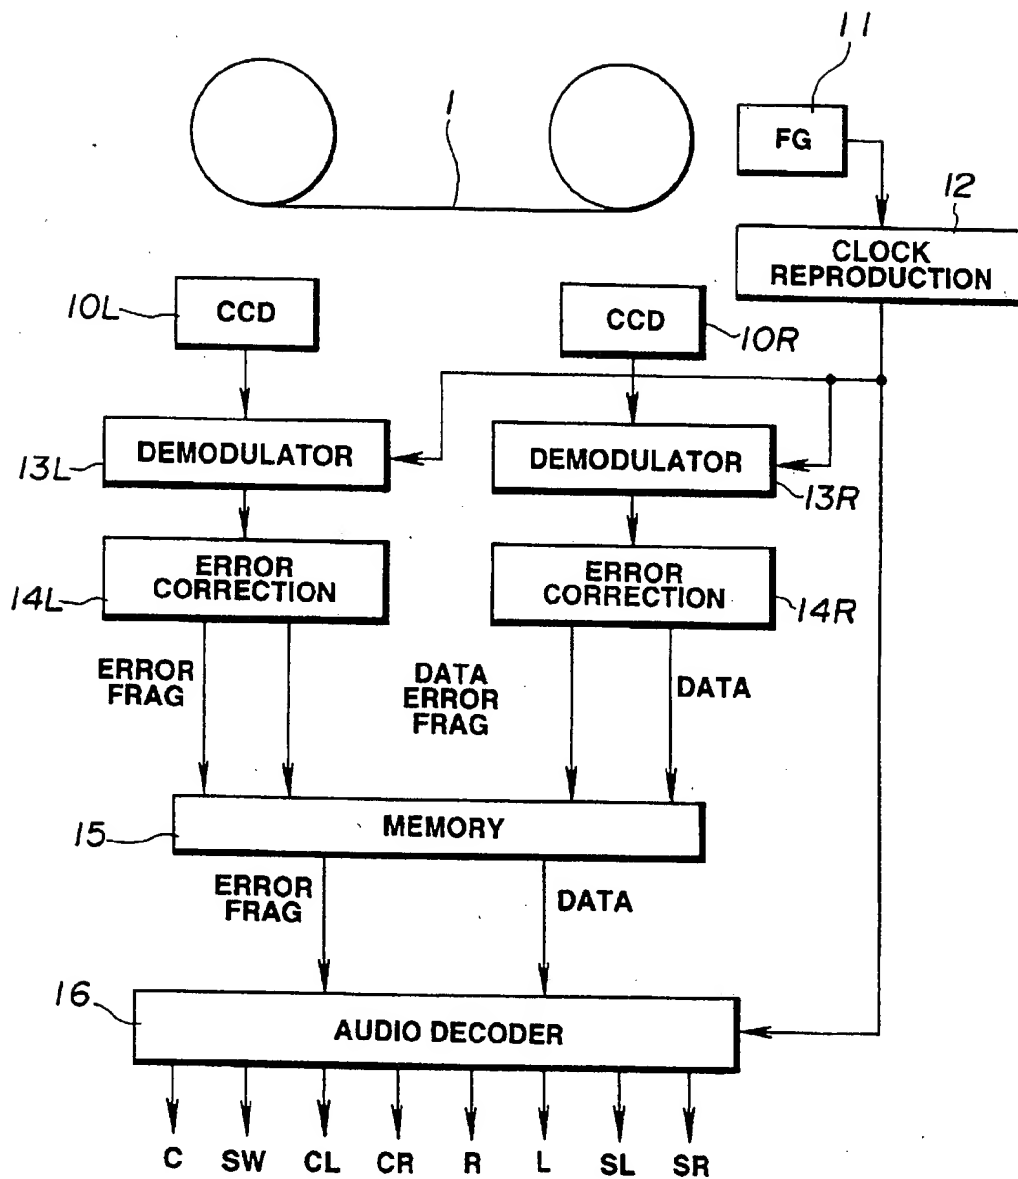 11
1
FG
12
CLOCK
REPRODUCTION
10L
CCD
CCD
10R
DEMODULATOR
13L
DEMODULATOR
13R
ERROR
CORRECTION
14L
ERROR
CORRECTION
14R
ERROR
FRAG
DATA
ERROR
FRAG
DATA
MEMORY
15
ERROR
FRAG
DATA
16
AUDIO DECODER
C SW CL CR R L SL SR